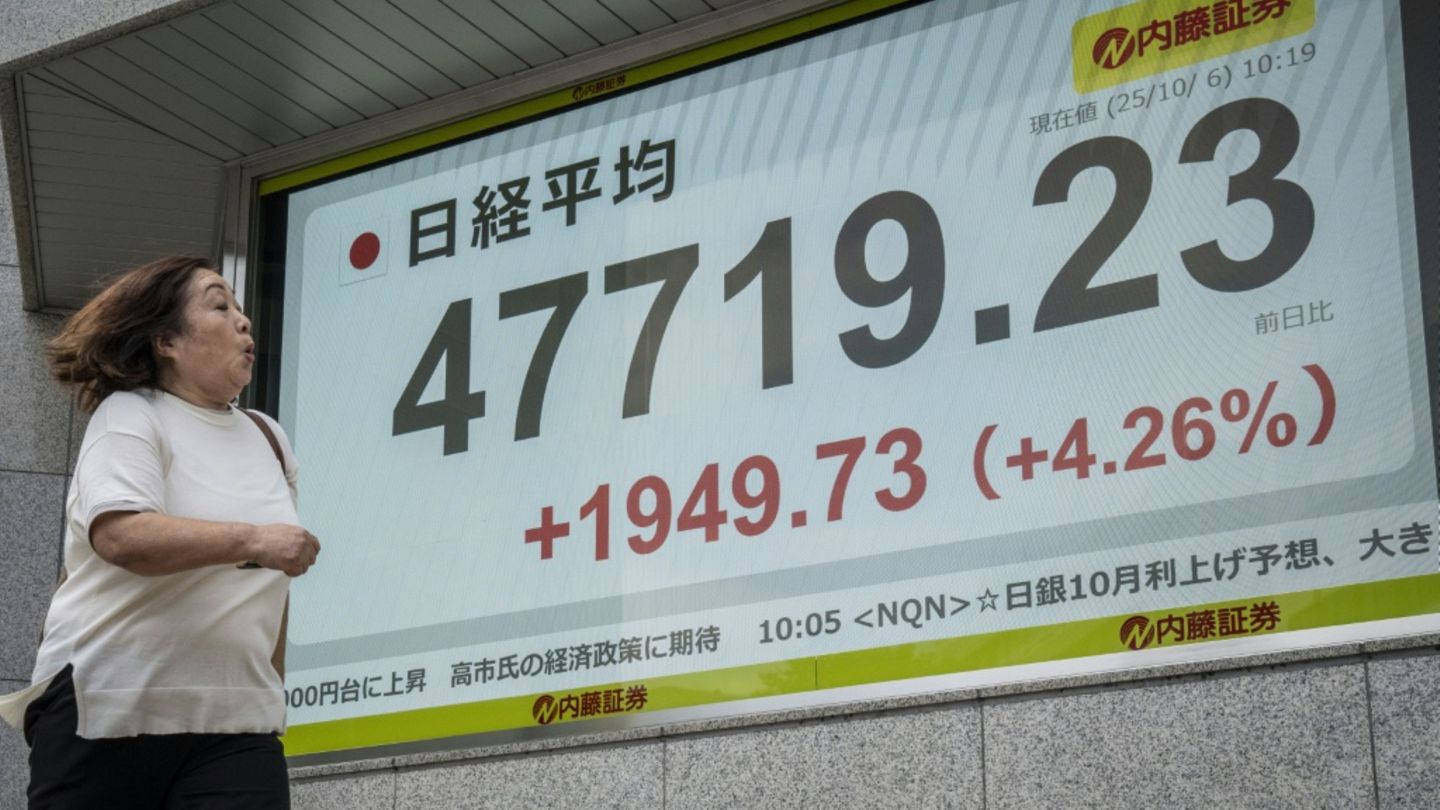 内藤証券
内藤証券
現在値 (25/10/ 6) 10:19
日経平均
47719.23
前日比
+1949.73 (+4.26%)
000円台に上昇 高市氏の経済政策に期待 10:05 <NQN>☆日銀10月利上げ予想、大き
内藤証券
内藤証券